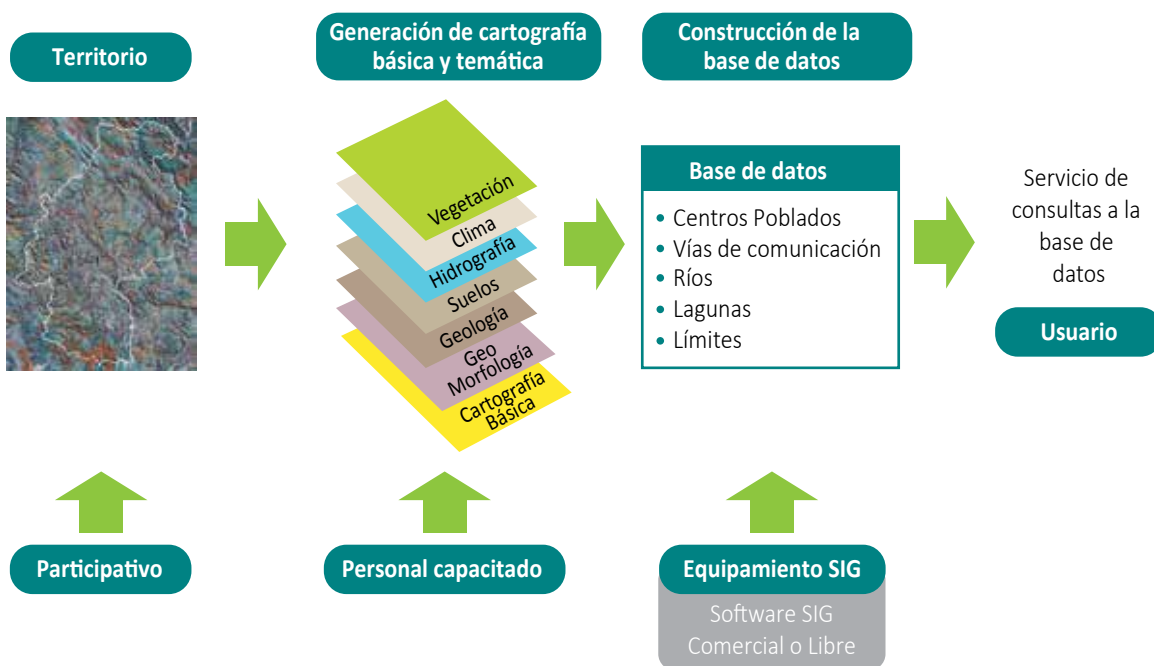 Territorio
Generación de cartografía
básica y temática
Construcción de la
base de datos
Vegetación
Clima
Hidrografía
Suelos
Geología
Geo
Morfología
Cartografía
Básica
Base de datos
• Centros Poblados
• Vías de comunicación
• Ríos
• Lagunas
• Límites
Servicio de
consultas a la
base de
datos
Usuario
Participativo
Personal capacitado
Equipamiento SIG
Software SIG
Comercial o Libre